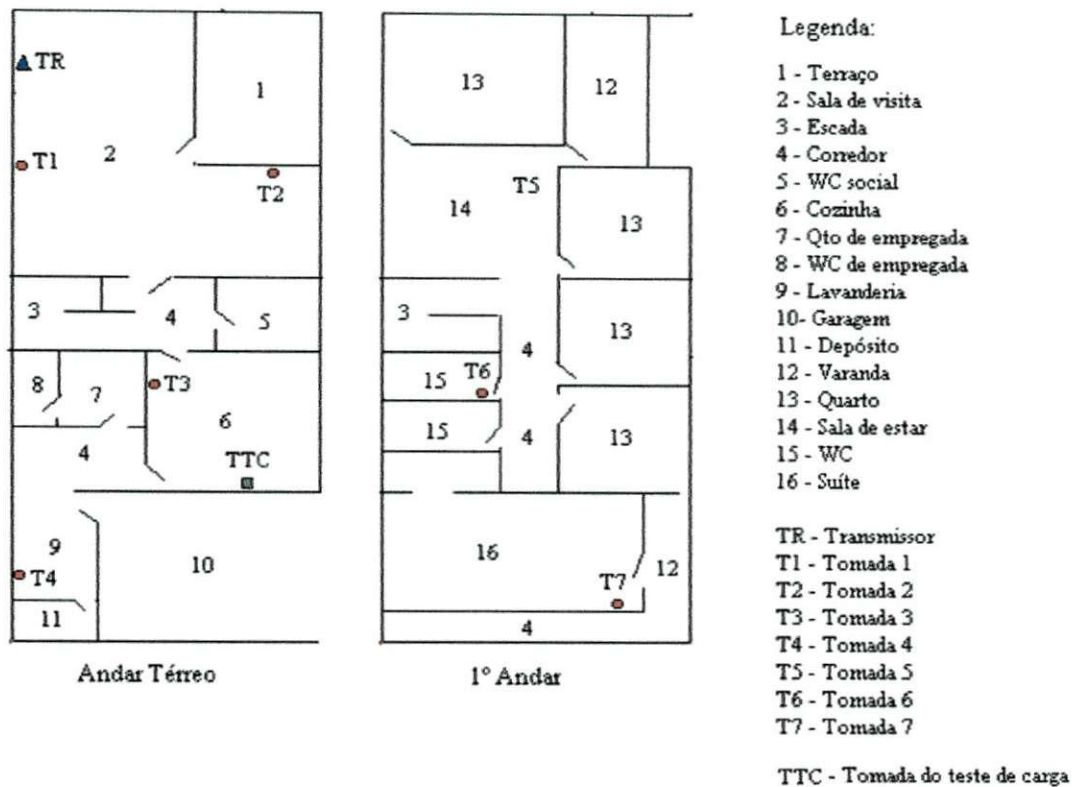 TR
1
2
T1
T2
3
4
5
8
7
T3
6
4
TTC
9
10
T4
11
Andar Térreo
13
12
T5
14
13
3
4
13
15
T6
15
4
13
16
12
T7
4
1º Andar
Legenda:
1 - Terraço
2 - Sala de visita
3 - Escada
4 - Corredor
5 - WC social
6 - Cozinha
7 - Qto de empregada
8 - WC de empregada
9 - Lavanderia
10- Garagem
11 - Depósito
12 - Varanda
13 - Quarto
14 - Sala de estar
15 - WC
16 - Suíte
TR - Transmissor
T1 - Tomada 1
T2 - Tomada 2
T3 - Tomada 3
T4 - Tomada 4
T5 - Tomada 5
T6 - Tomada 6
T7 - Tomada 7
TTC - Tomada do teste de carga